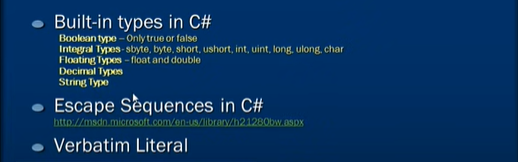 Built-in types in C#
Boolean type – Only true or false
Integral Types - sbyte, byte, short, ushort, int, uint, long, ulong, char
Floating Types – float and double
Decimal Types
String Type
Escape Sequences in C#
http://msdn.microsoft.com/en-us/library/h21280bw.aspx
Verbatim Literal